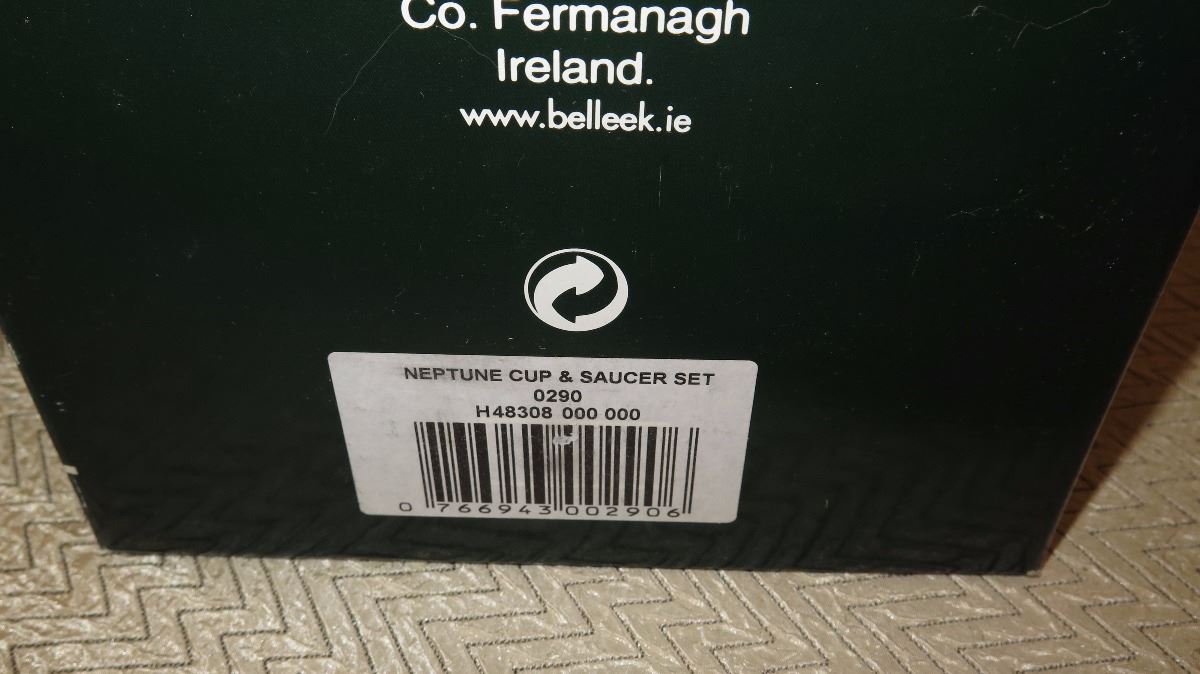 Co. Fermanagh
Ireland.
www.belleek.ie
NEPTUNE CUP & SAUCER SET
0290
H48308 000 000
0 766943 002906